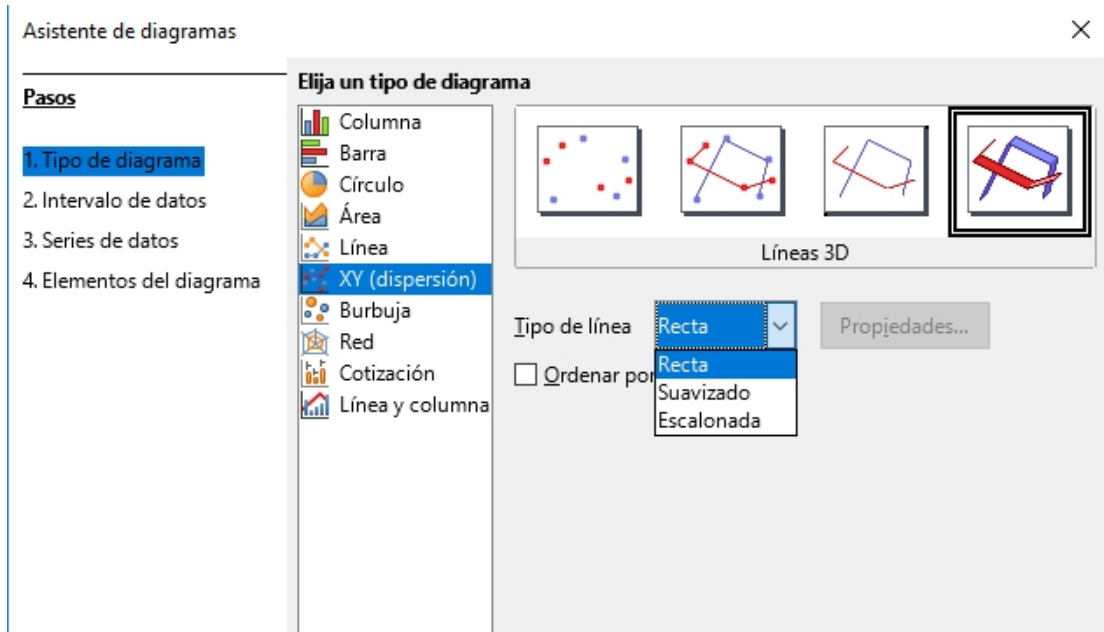 Asistente de diagramas
Pasos
1. Tipo de diagrama
2. Intervalo de datos
3. Series de datos
4. Elementos del diagrama
Elija un tipo de diagrama
Columna
Barra
Círculo
Área
Línea
XY (dispersión)
Burbuja
Red
Cotización
Línea y columna
Líneas 3D
Tipo de línea
Recta
Propiedades...
Ordenar por
Recta
Suavizado
Escalonada